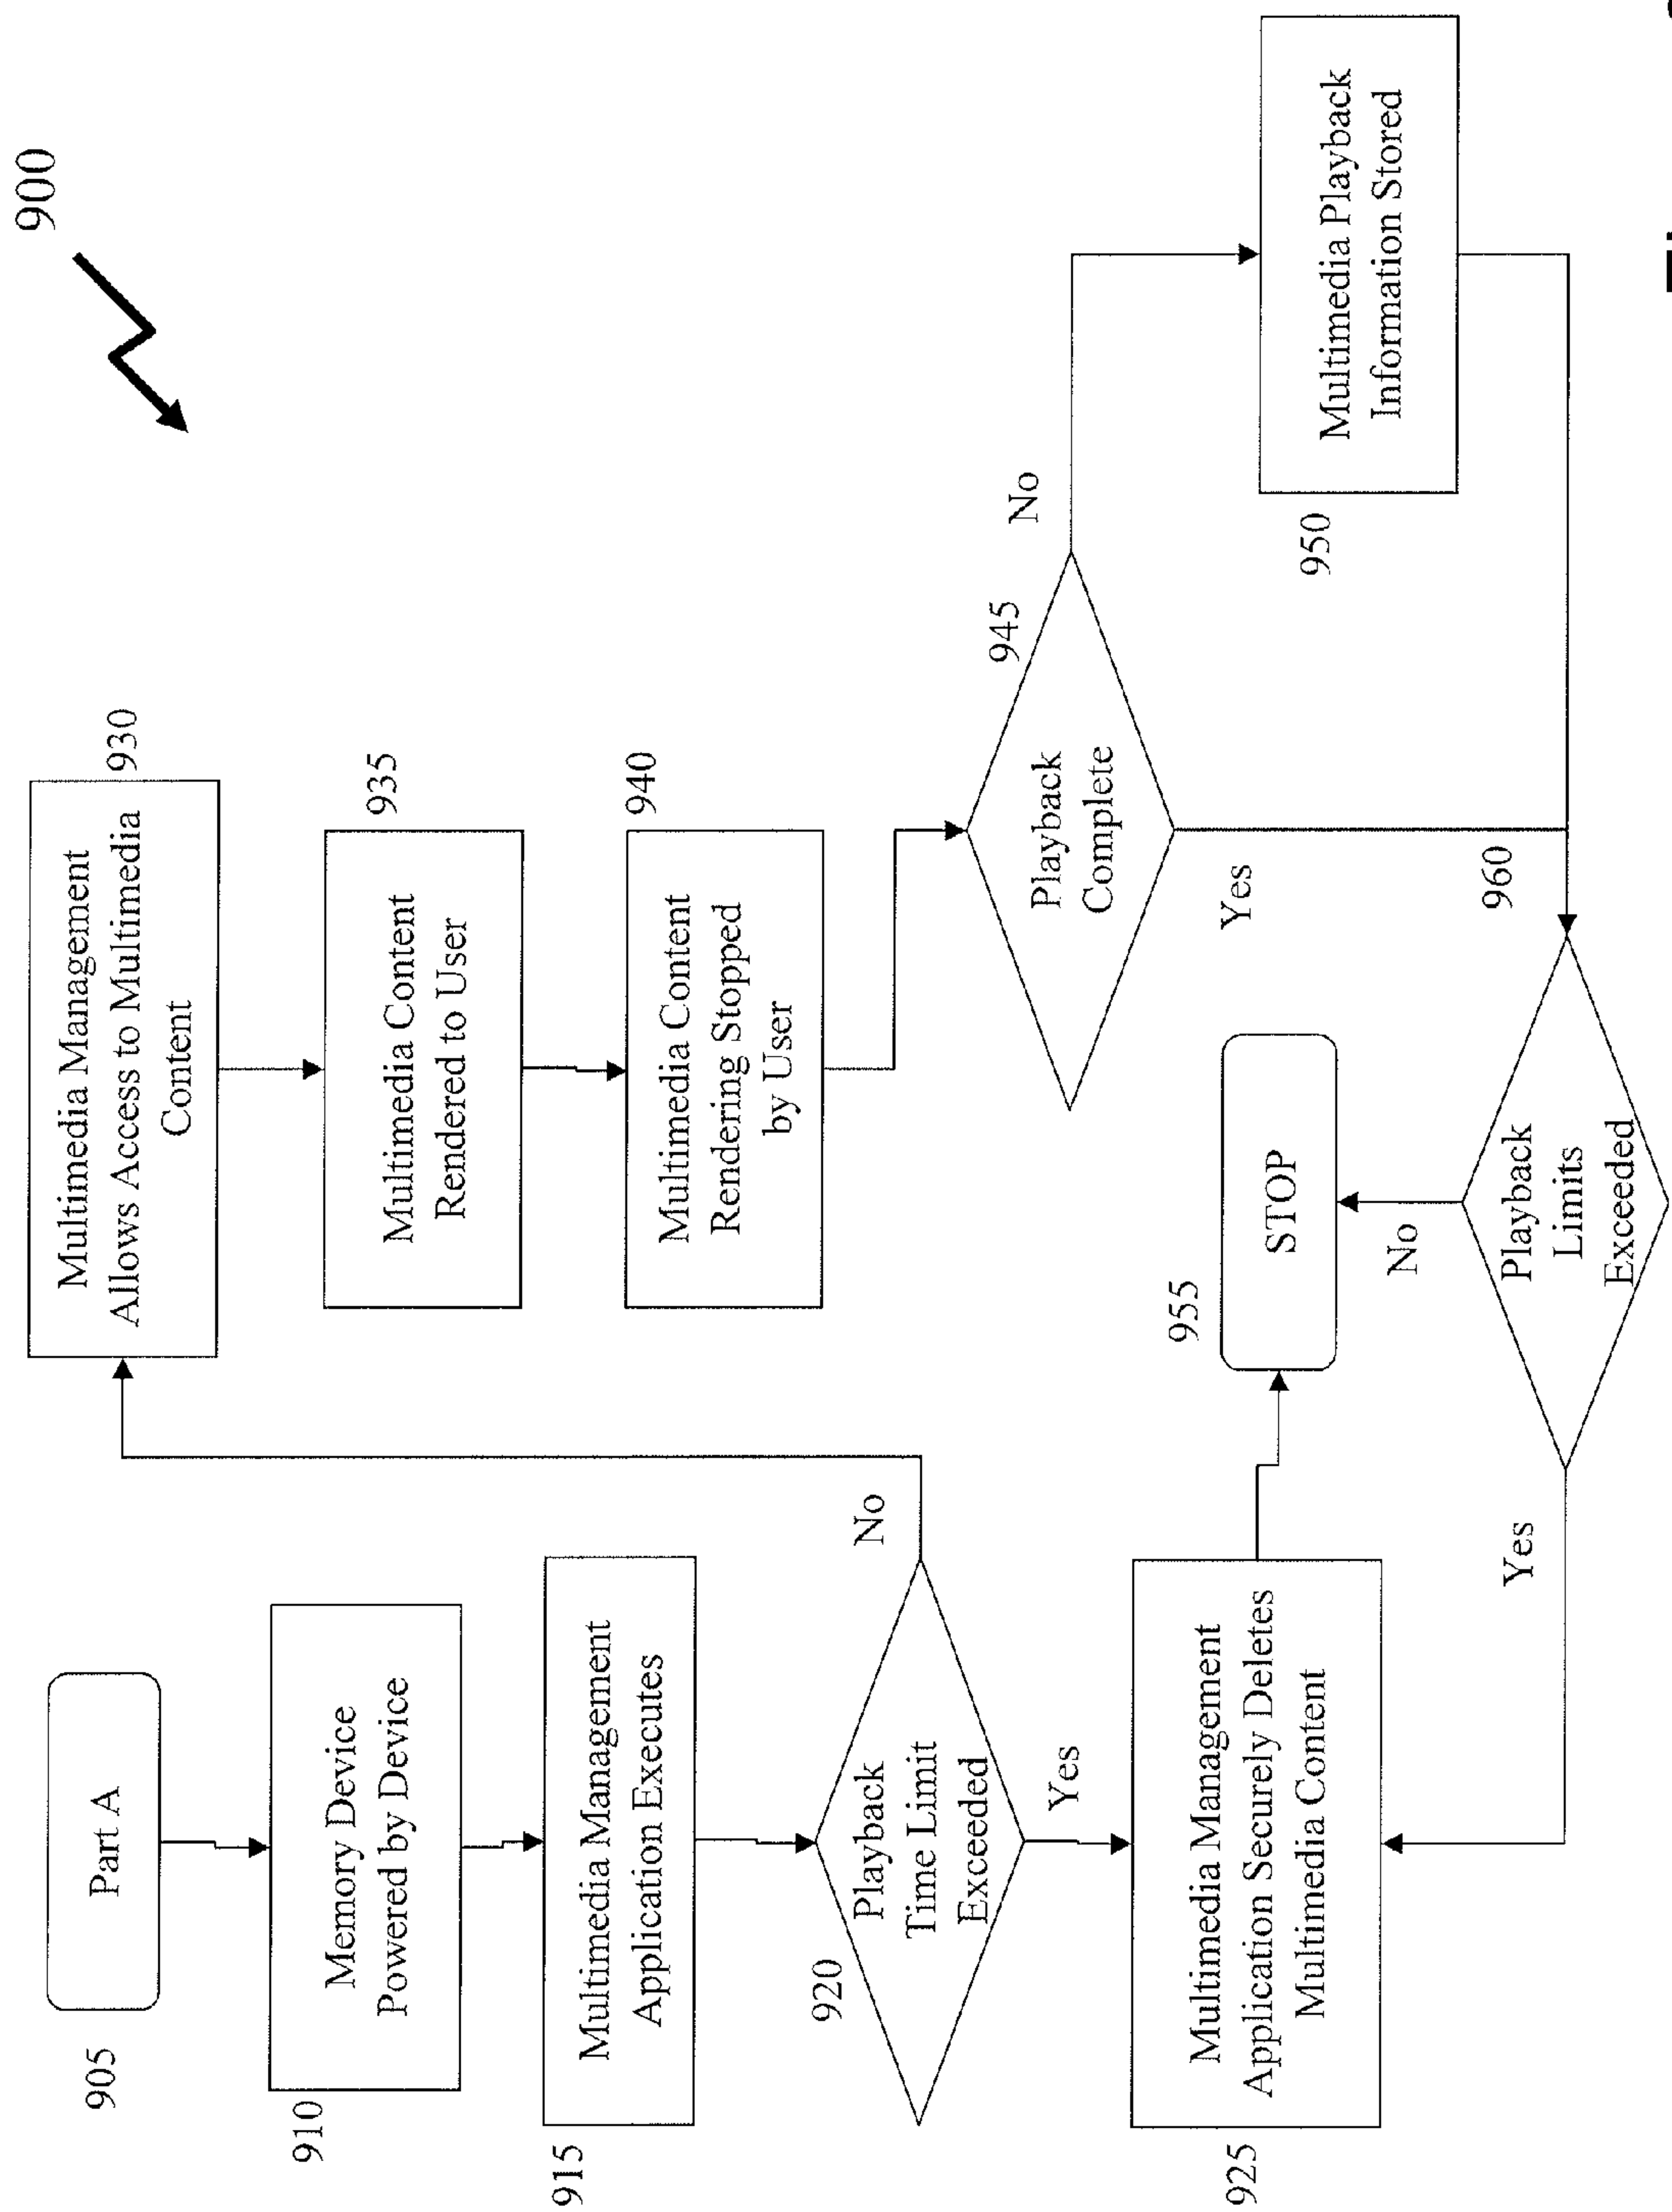 900
905
Part A
910
Memory Device
Powered by Device
915
Multimedia Management
Application Executes
920
Playback
Time Limit
Exceeded
No
Yes
925
Multimedia Management
Application Securely Deletes
Multimedia Content
930
Multimedia Management
Allows Access to Multimedia
Content
935
Multimedia Content
Rendered to User
940
Multimedia Content
Rendering Stopped
by User
945
Playback
Complete
No
Yes
950
Multimedia Playback
Information Stored
960
Playback
Limits
Exceeded
No
Yes
955
STOP